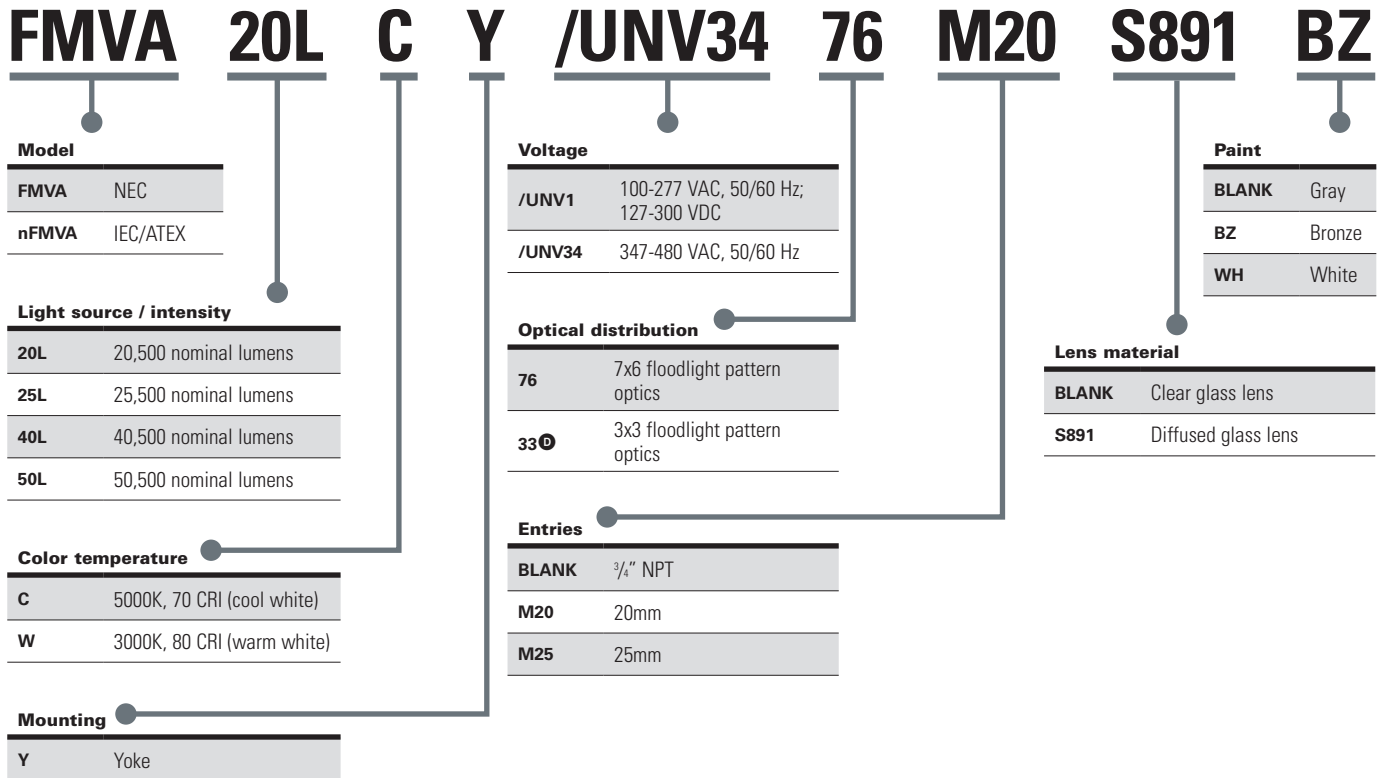 FMVA 20L C Y /UNV34 76 M20 S891 BZ
Model
FMVA NEC
nFMVA IEC/ATEX
Light source / intensity
20L 20,500 nominal lumens
25L 25,500 nominal lumens
40L 40,500 nominal lumens
50L 50,500 nominal lumens
Color temperature
C 5000K, 70 CRI (cool white)
W 3000K, 80 CRI (warm white)
Mounting
Y Yoke
Voltage
/UNV1 100-277 VAC, 50/60 Hz;
127-300 VDC
/UNV34 347-480 VAC, 50/60 Hz
Optical distribution
76 7x6 floodlight pattern
optics
33🅓 3x3 floodlight pattern
optics
Entries
BLANK ³/₄" NPT
M20 20mm
M25 25mm
Lens material
BLANK Clear glass lens
S891 Diffused glass lens
Paint
BLANK Gray
BZ Bronze
WH White